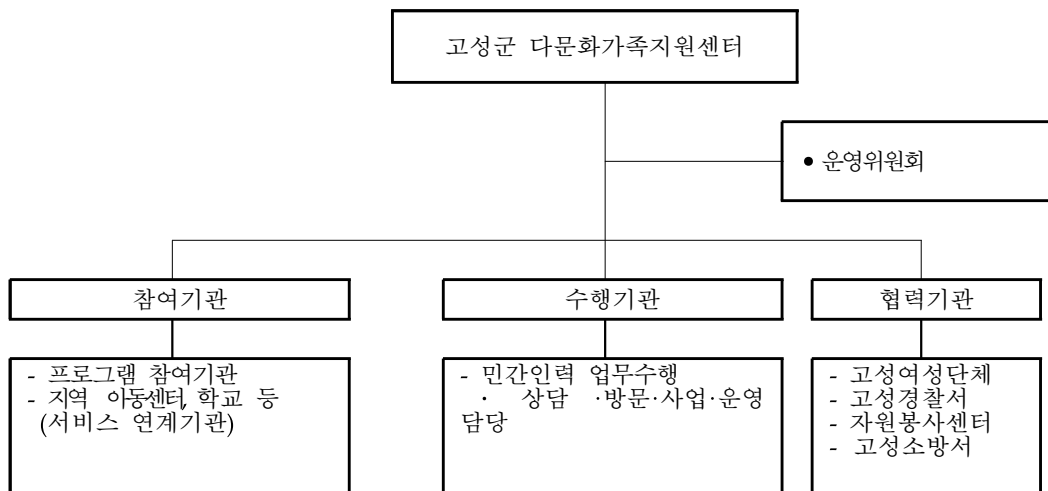 고성군 다문화가족지원센터
• 운영위원회
참여기관
수행기관
협력기관
- 프로그램 참여기관
- 지역 아동센터, 학교 등
(서비스 연계기관)
- 민간인력 업무수행
· 상담 ·방문·사업·운영
담당
- 고성여성단체
- 고성경찰서
- 자원봉사센터
- 고성소방서